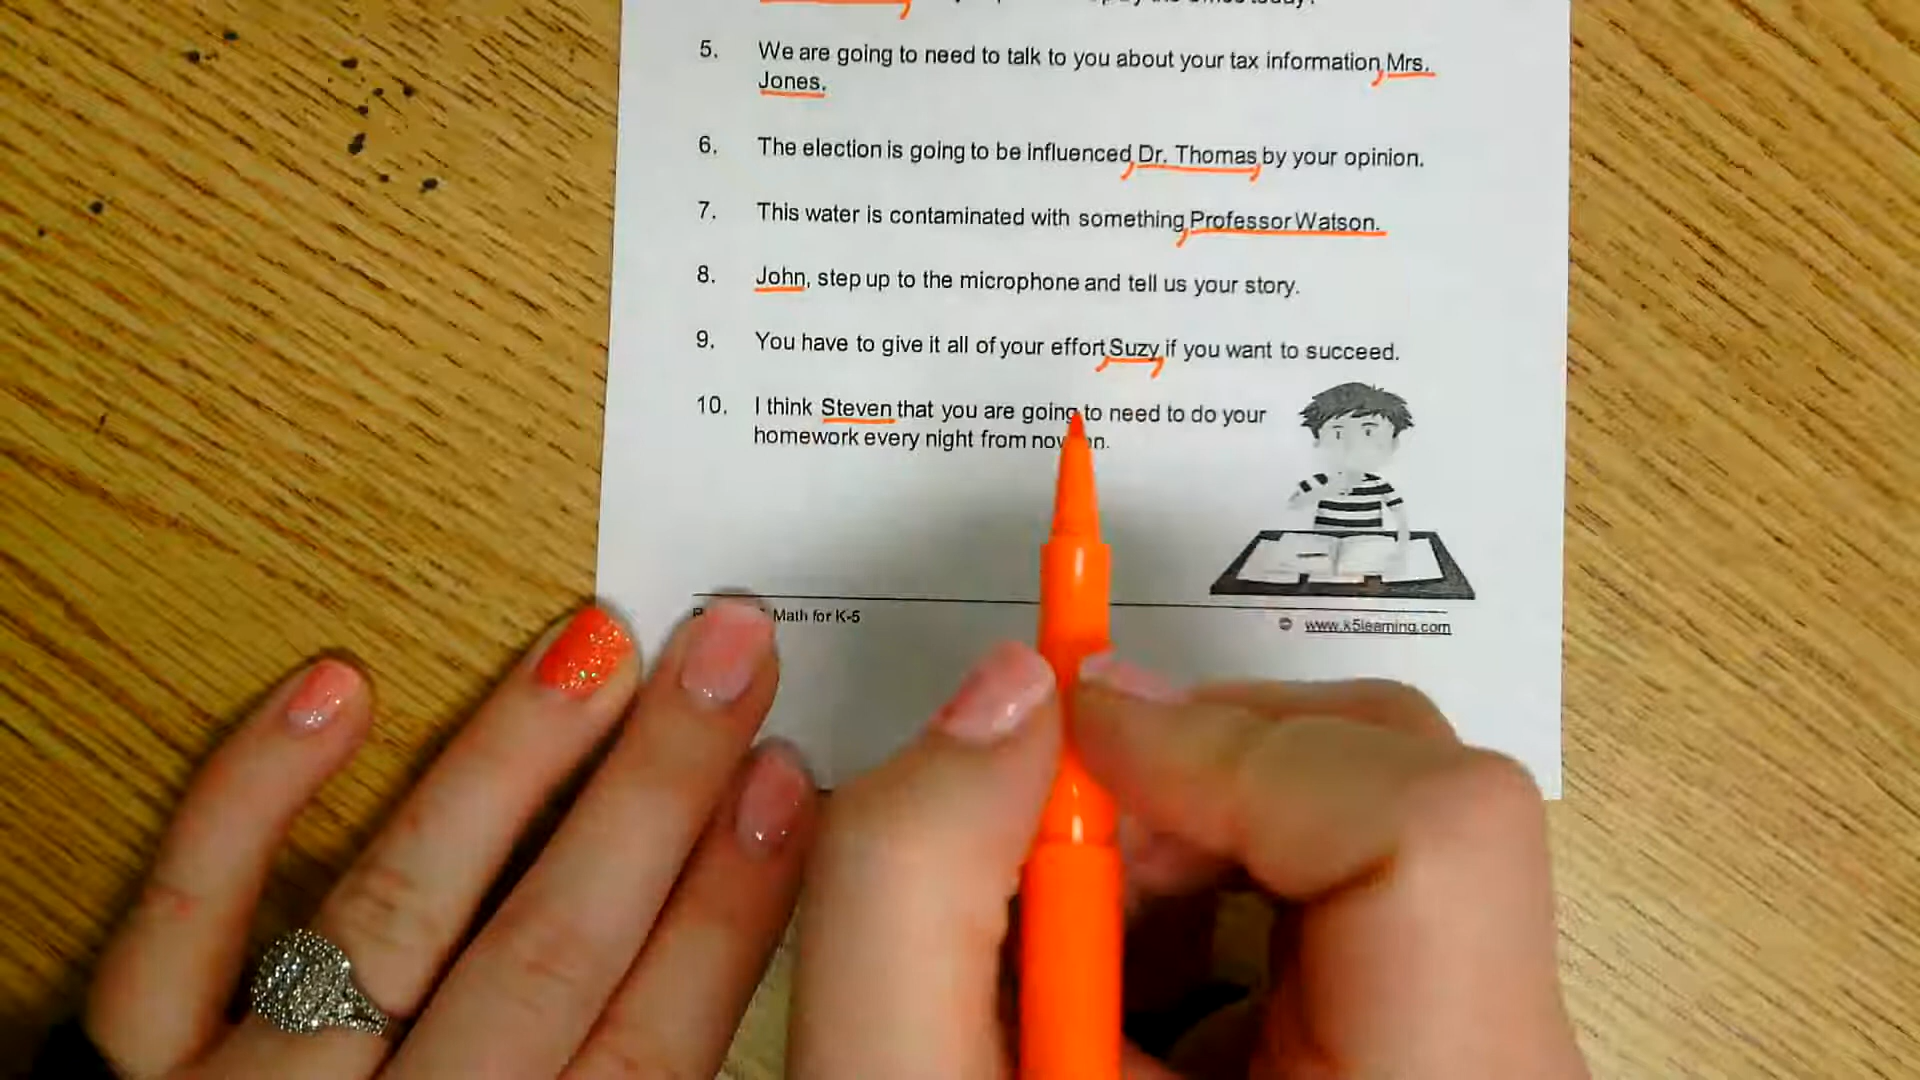 5. We are going to need to talk to you about your tax information, Mrs.
Jones.
6. The election is going to be influenced, Dr. Thomas, by your opinion.
7. This water is contaminated with something, Professor Watson.
8. John, step up to the microphone and tell us your story.
9. You have to give it all of your effort, Suzy, if you want to succeed.
10. I think Steven that you are going to need to do your
homework every night from
Math for K-5
© www.k5learning.com